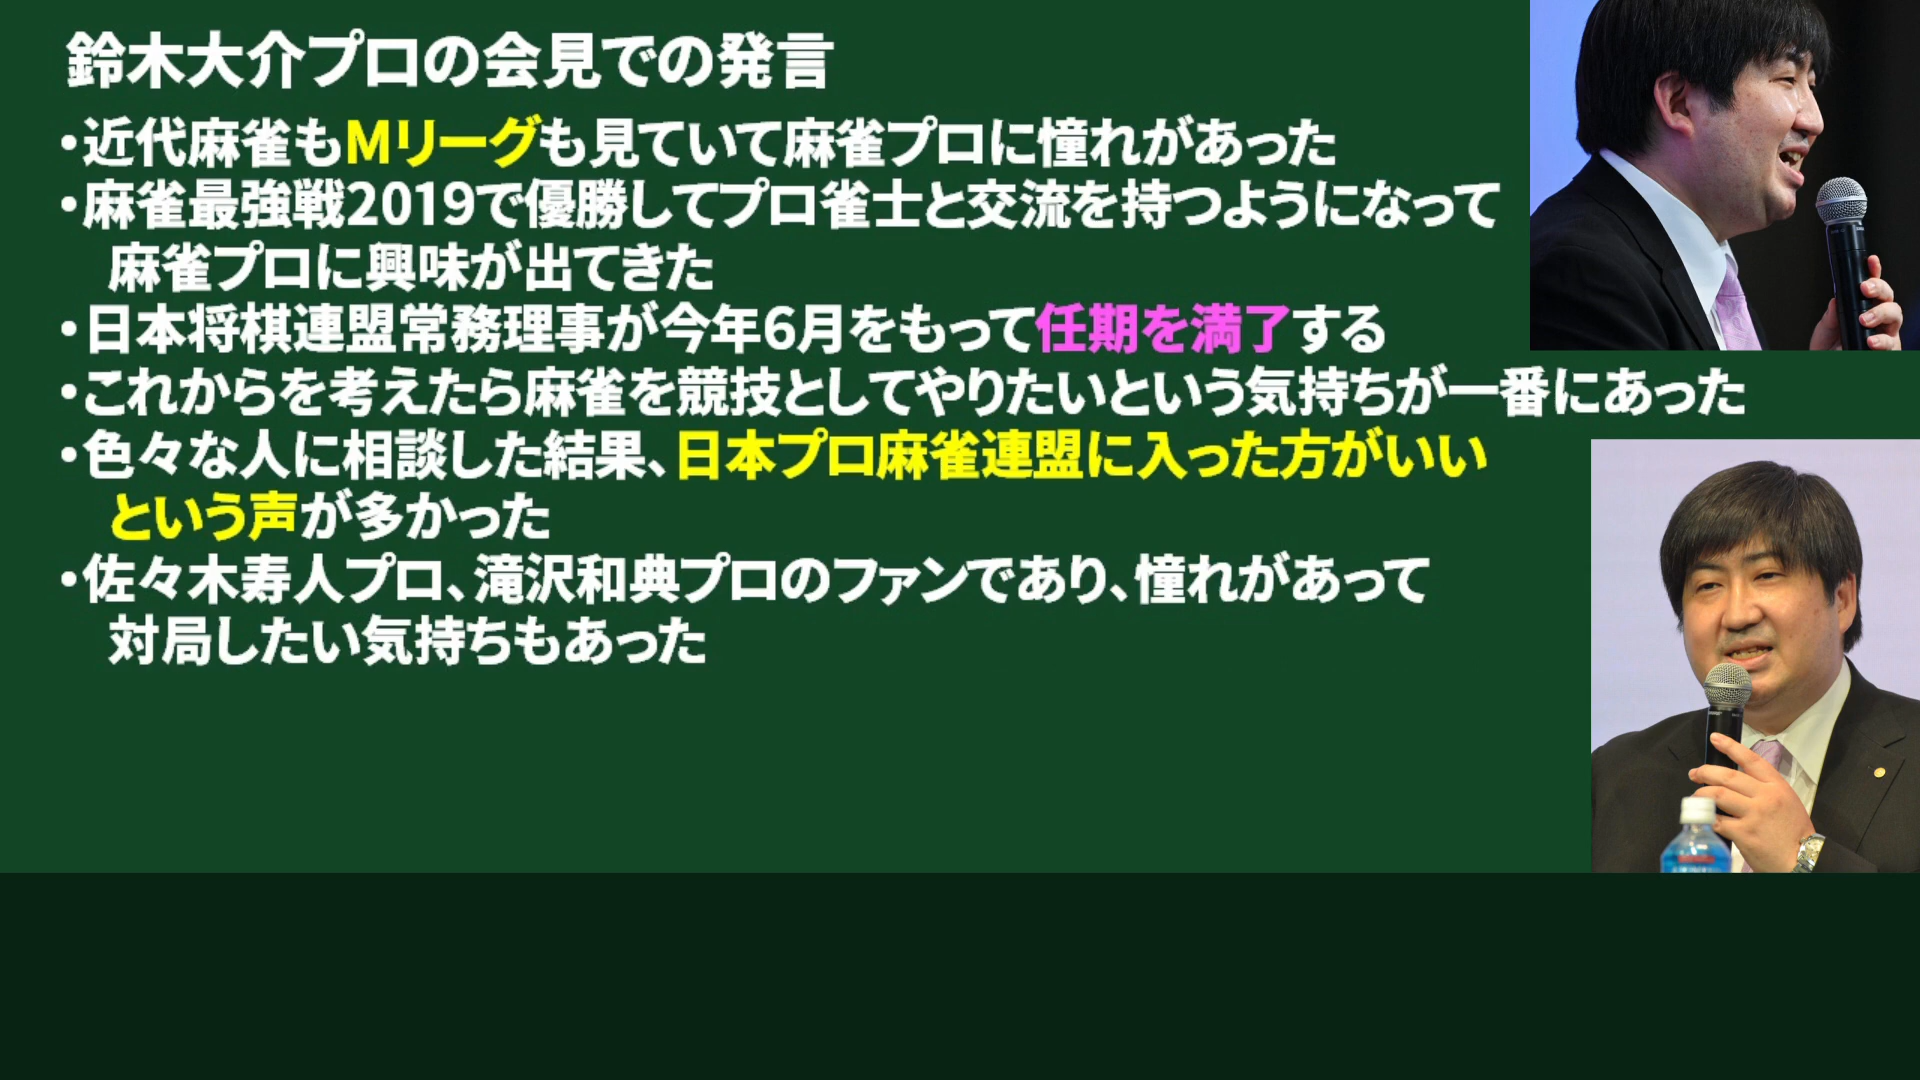 鈴木大介プロの会見での発言
・近代麻雀もMリーグも見ていて麻雀プロに憧れがあった
・麻雀最強戦2019で優勝してプロ雀士と交流を持つようになって
麻雀プロに興味が出てきた
・日本将棋連盟常務理事が今年6月をもって任期を満了する
・これからを考えたら麻雀を競技としてやりたいという気持ちが一番にあった
・色々な人に相談した結果、日本プロ麻雀連盟に入った方がいい
という声が多かった
・佐々木寿人プロ、滝沢和典プロのファンであり、憧れがあって
対局したい気持ちもあった